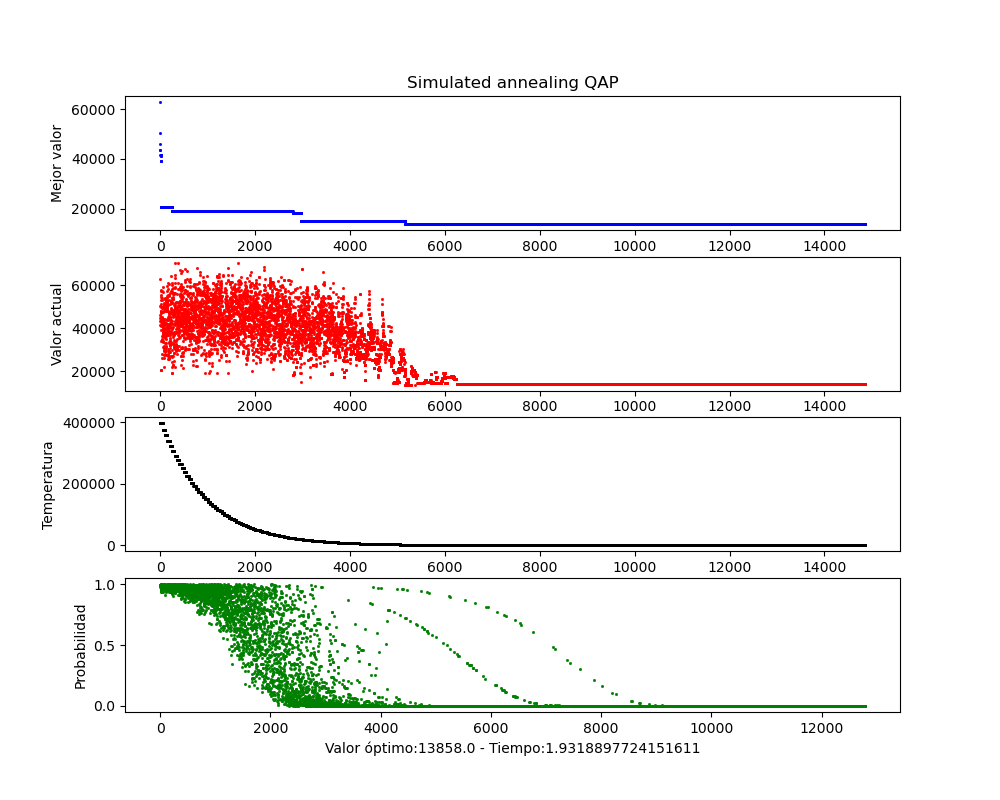 Simulated annealing QAP
Mejor valor
60000
40000
20000
0 2000 4000 6000 8000 10000 12000 14000
Valor actual
60000
40000
20000
0 2000 4000 6000 8000 10000 12000 14000
Temperatura
400000
200000
0
0 2000 4000 6000 8000 10000 12000 14000
Probabilidad
1.0
0.5
0.0
0 2000 4000 6000 8000 10000 12000
Valor óptimo:13858.0 - Tiempo:1.9318897724151611